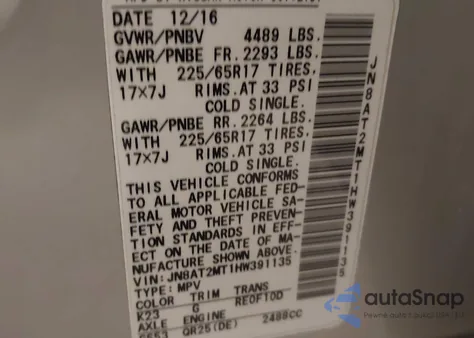 DATE 12/16
GVWR/PNBV 4489 LBS.
GAWR/PNBE FR. 2293 LBS.
WITH 225/65R17 TIRES,
17×7J RIMS. AT 33 PSI
COLD SINGLE.
GAWR/PNBE RR. 2264 LBS.
WITH 225/65R17 TIRES,
17×7J RIMS. AT 33 PSI
COLD SINGLE.
THIS VEHICLE CONFORMS
TO ALL APPLICABLE FED-
ERAL MOTOR VEHICLE SA-
FETY AND THEFT PREVEN-
TION STANDARDS IN EFF-
ECT ON THE DATE OF MA-
NUFACTURE SHOWN ABOVE.
VIN: JN8AT2MT1HW391135
TYPE: MPV
COLOR TRIM TRANS
K23 G RE0F10D
AXLE ENGINE
QR25(DE) 2488CC
JN8AT2MT1HW391135
autoSnap